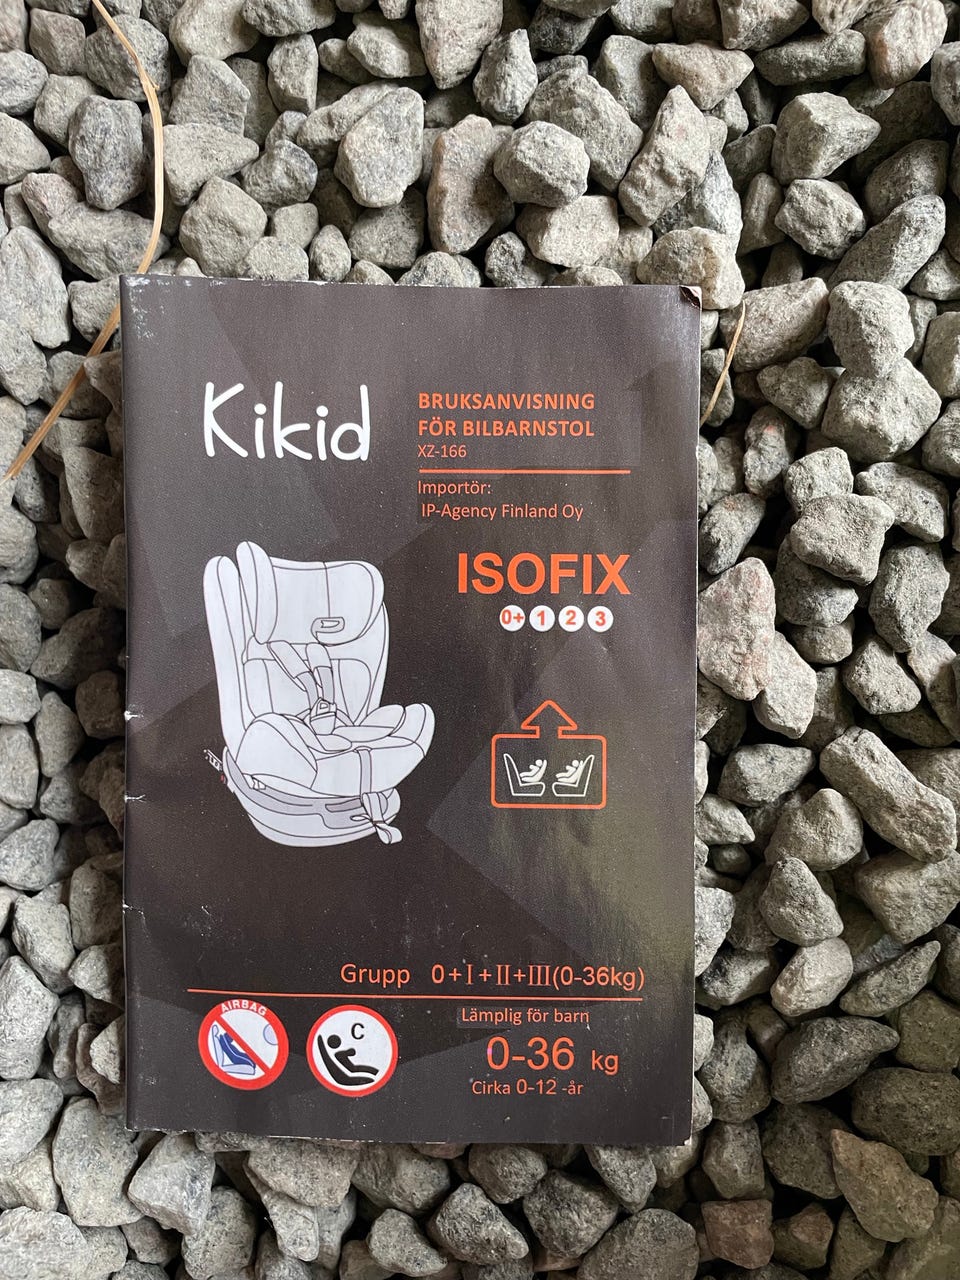 Kikid
BRUKSANVISNING
FÖR BILBARNSTOL
XZ-166
Importör:
IP-Agency Finland Oy
ISOFIX
0+ 1 2 3
Grupp 0+I+II+III(0-36kg)
AIRBAG
C
Lämplig för barn
0-36 kg
Cirka 0-12 -år